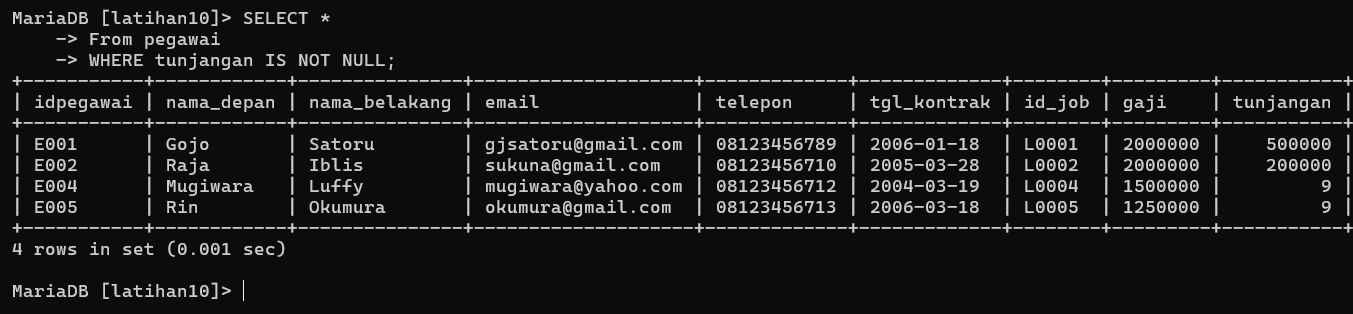 MariaDB [latihan10]> SELECT *
    -> From pegawai
    -> WHERE tunjangan IS NOT NULL;
+-----------+------------+---------------+--------------------+-------------+-------------+--------+---------+-----------+
| idpegawai | nama_depan | nama_belakang | email              | telepon     | tgl_kontrak | id_job | gaji    | tunjangan |
+-----------+------------+---------------+--------------------+-------------+-------------+--------+---------+-----------+
| E001      | Gojo       | Satoru        | gjsatoru@gmail.com | 08123456789 | 2006-01-18  | L0001  | 2000000 |    500000 |
| E002      | Raja       | Iblis         | sukuna@gmail.com   | 08123456710 | 2005-03-28  | L0002  | 2000000 |    200000 |
| E004      | Mugiwara   | Luffy         | mugiwara@yahoo.com | 08123456712 | 2004-03-19  | L0004  | 1500000 |         9 |
| E005      | Rin        | Okumura       | okumura@gmail.com  | 08123456713 | 2006-03-18  | L0005  | 1250000 |         9 |
+-----------+------------+---------------+--------------------+-------------+-------------+--------+---------+-----------+
4 rows in set (0.001 sec)
MariaDB [latihan10]>